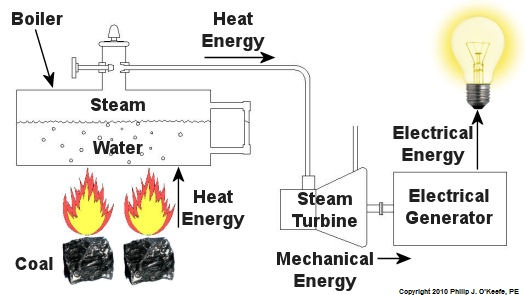 Boiler
Heat
Energy
Steam
Water
Heat
Energy
Coal
Steam
Turbine
Mechanical
Energy
Electrical
Generator
Electrical
Energy
Copyright 2010 Philip J. O'Keefe, PE